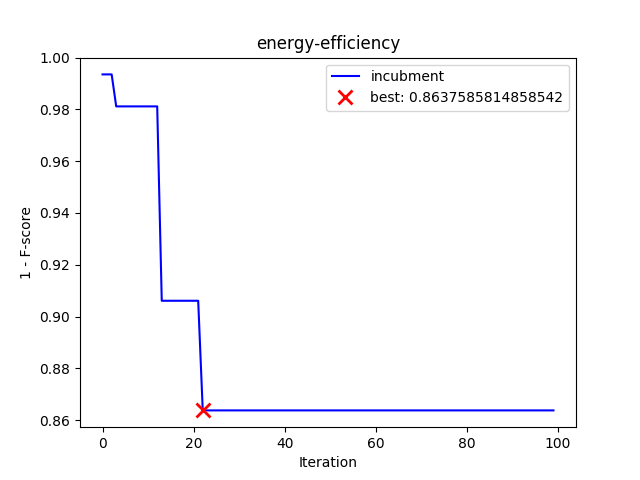 energy-efficiency
incubment
best: 0.8637585814858542
1 - F-score
1.00
0.98
0.96
0.94
0.92
0.90
0.88
0.86
0 20 40 60 80 100
Iteration